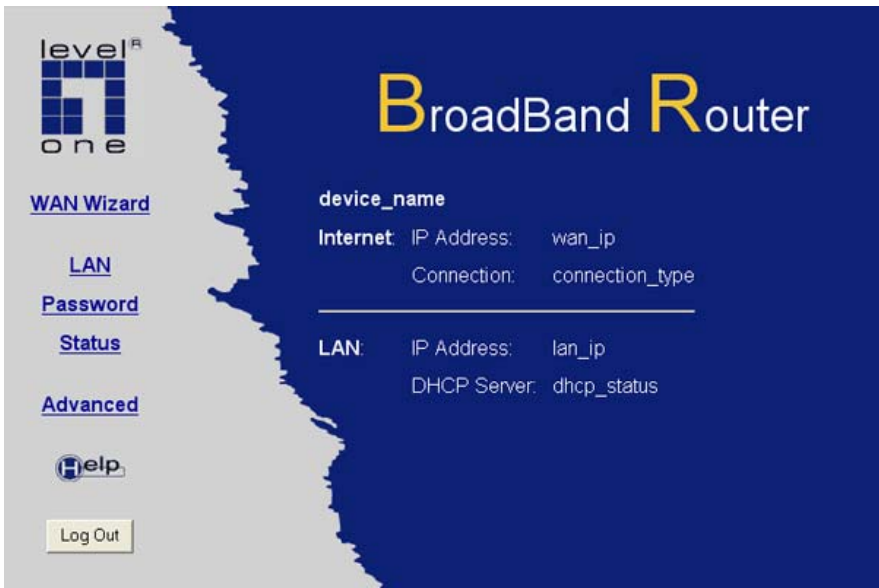 level®
one
BroadBand Router
WAN Wizard
LAN
Password
Status
Advanced
Help
Log Out
device_name
Internet: IP Address: wan_ip
Connection: connection_type
LAN: IP Address: lan_ip
DHCP Server: dhcp_status